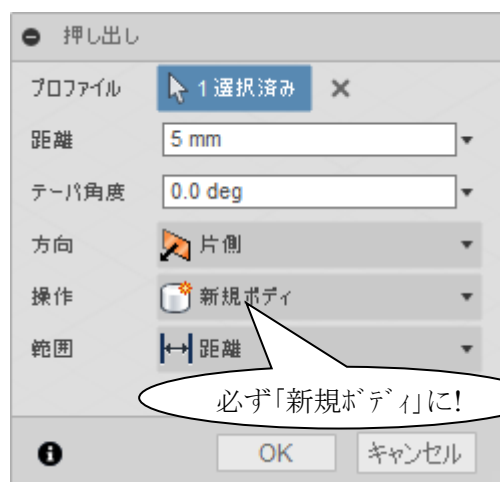 押し出し
プロファイル 1 選択済み
距離 5 mm
テーパ角度 0.0 deg
方向 片側
操作 新規ボディ
範囲 距離
必ず「新規ﾎﾞﾃﾞｨ」に!
OK キャンセル